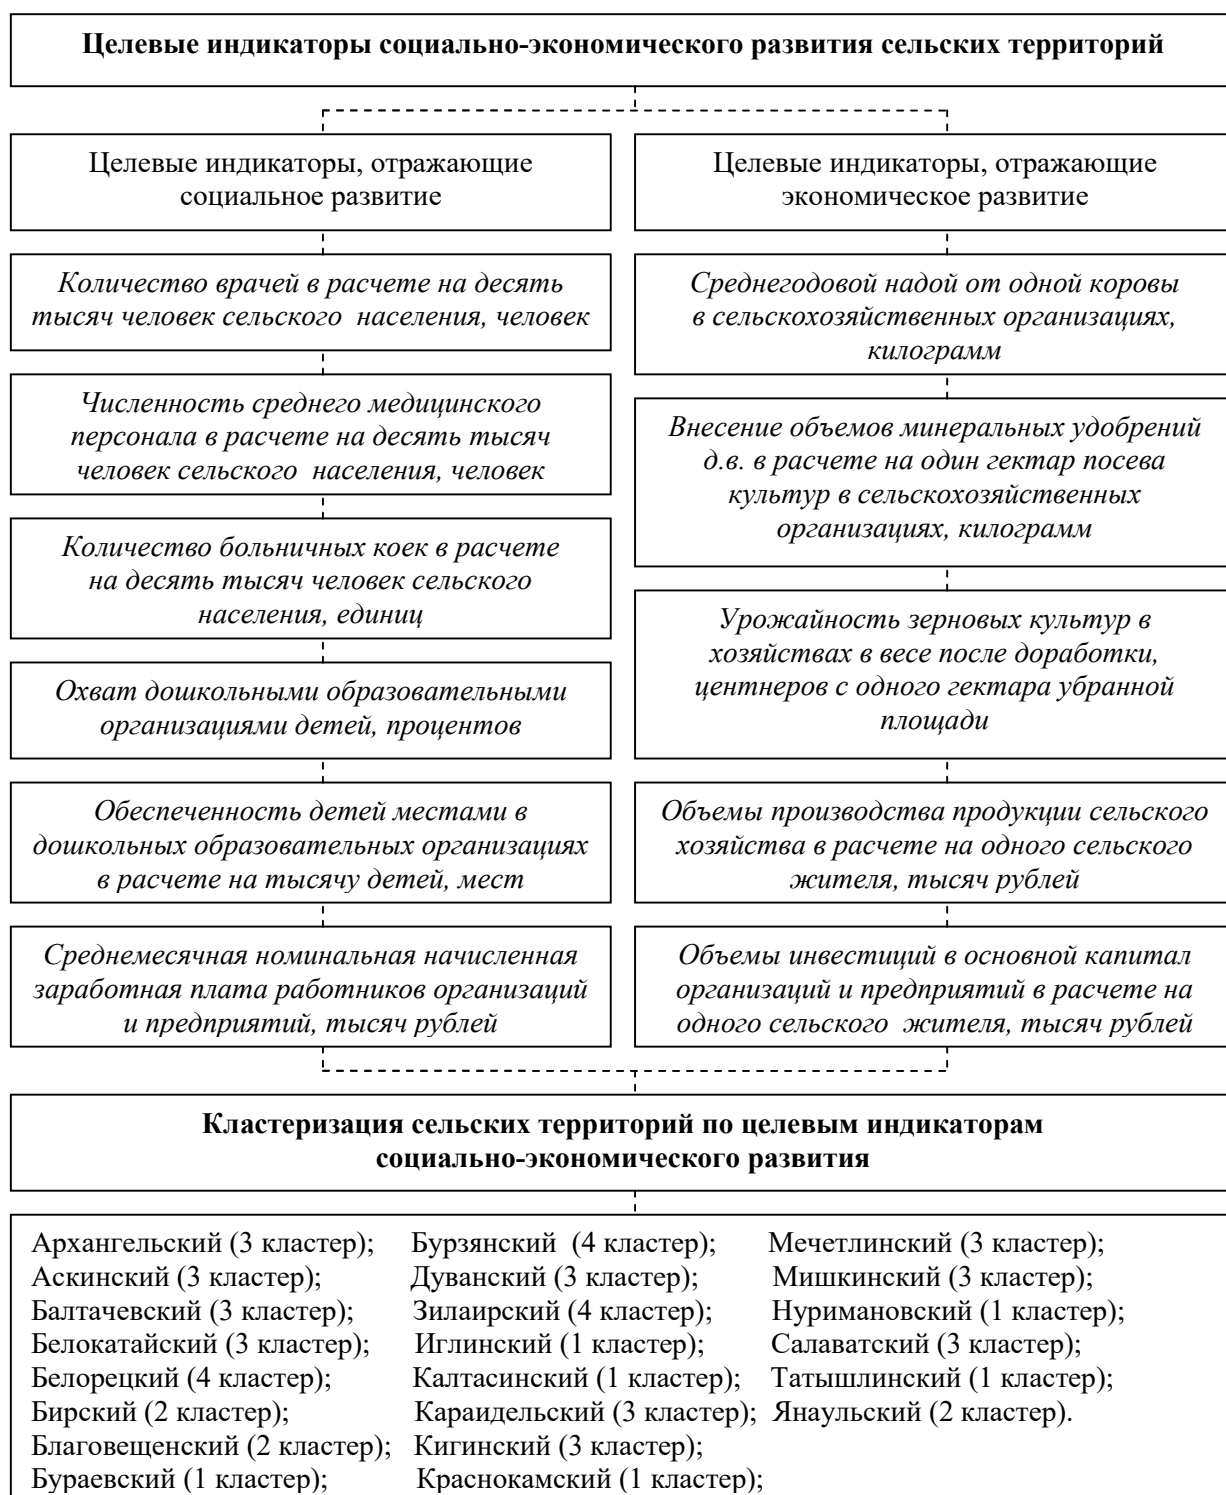 Целевые индикаторы социально-экономического развития сельских территорий
Целевые индикаторы, отражающие
социальное развитие
Количество врачей в расчете на десять
тысяч человек сельского населения, человек
Численность среднего медицинского
персонала в расчете на десять тысяч
человек сельского населения, человек
Количество больничных коек в расчете
на десять тысяч человек сельского
населения, единиц
Охват дошкольными образовательными
организациями детей, процентов
Обеспеченность детей местами в
дошкольных образовательных организациях
в расчете на тысячу детей, мест
Среднемесячная номинальная начисленная
заработная плата работников организаций
и предприятий, тысяч рублей
Целевые индикаторы, отражающие
экономическое развитие
Среднегодовой надой от одной коровы
в сельскохозяйственных организациях,
килограмм
Внесение объемов минеральных удобрений
д.в. в расчете на один гектар посева
культур в сельскохозяйственных
организациях, килограмм
Урожайность зерновых культур в
хозяйствах в весе после доработки,
центнеров с одного гектара убранной
площади
Объемы производства продукции сельского
хозяйства в расчете на одного сельского
жителя, тысяч рублей
Объемы инвестиций в основной капитал
организаций и предприятий в расчете на
одного сельского жителя, тысяч рублей
Кластеризация сельских территорий по целевым индикаторам
социально-экономического развития
Архангельский (3 кластер); Бурзянский (4 кластер); Мечетлинский (3 кластер);
Аскинский (3 кластер); Дуванский (3 кластер); Мишкинский (3 кластер);
Балтачевский (3 кластер); Зилаирский (4 кластер); Нуримановский (1 кластер);
Белокатайский (3 кластер); Иглинский (1 кластер); Салаватский (3 кластер);
Белорецкий (4 кластер); Калтасинский (1 кластер); Татышлинский (1 кластер);
Бирский (2 кластер); Караидельский (3 кластер); Янаульский (2 кластер).
Благовещенский (2 кластер); Кигинский (3 кластер);
Бураевский (1 кластер); Краснокамский (1 кластер);